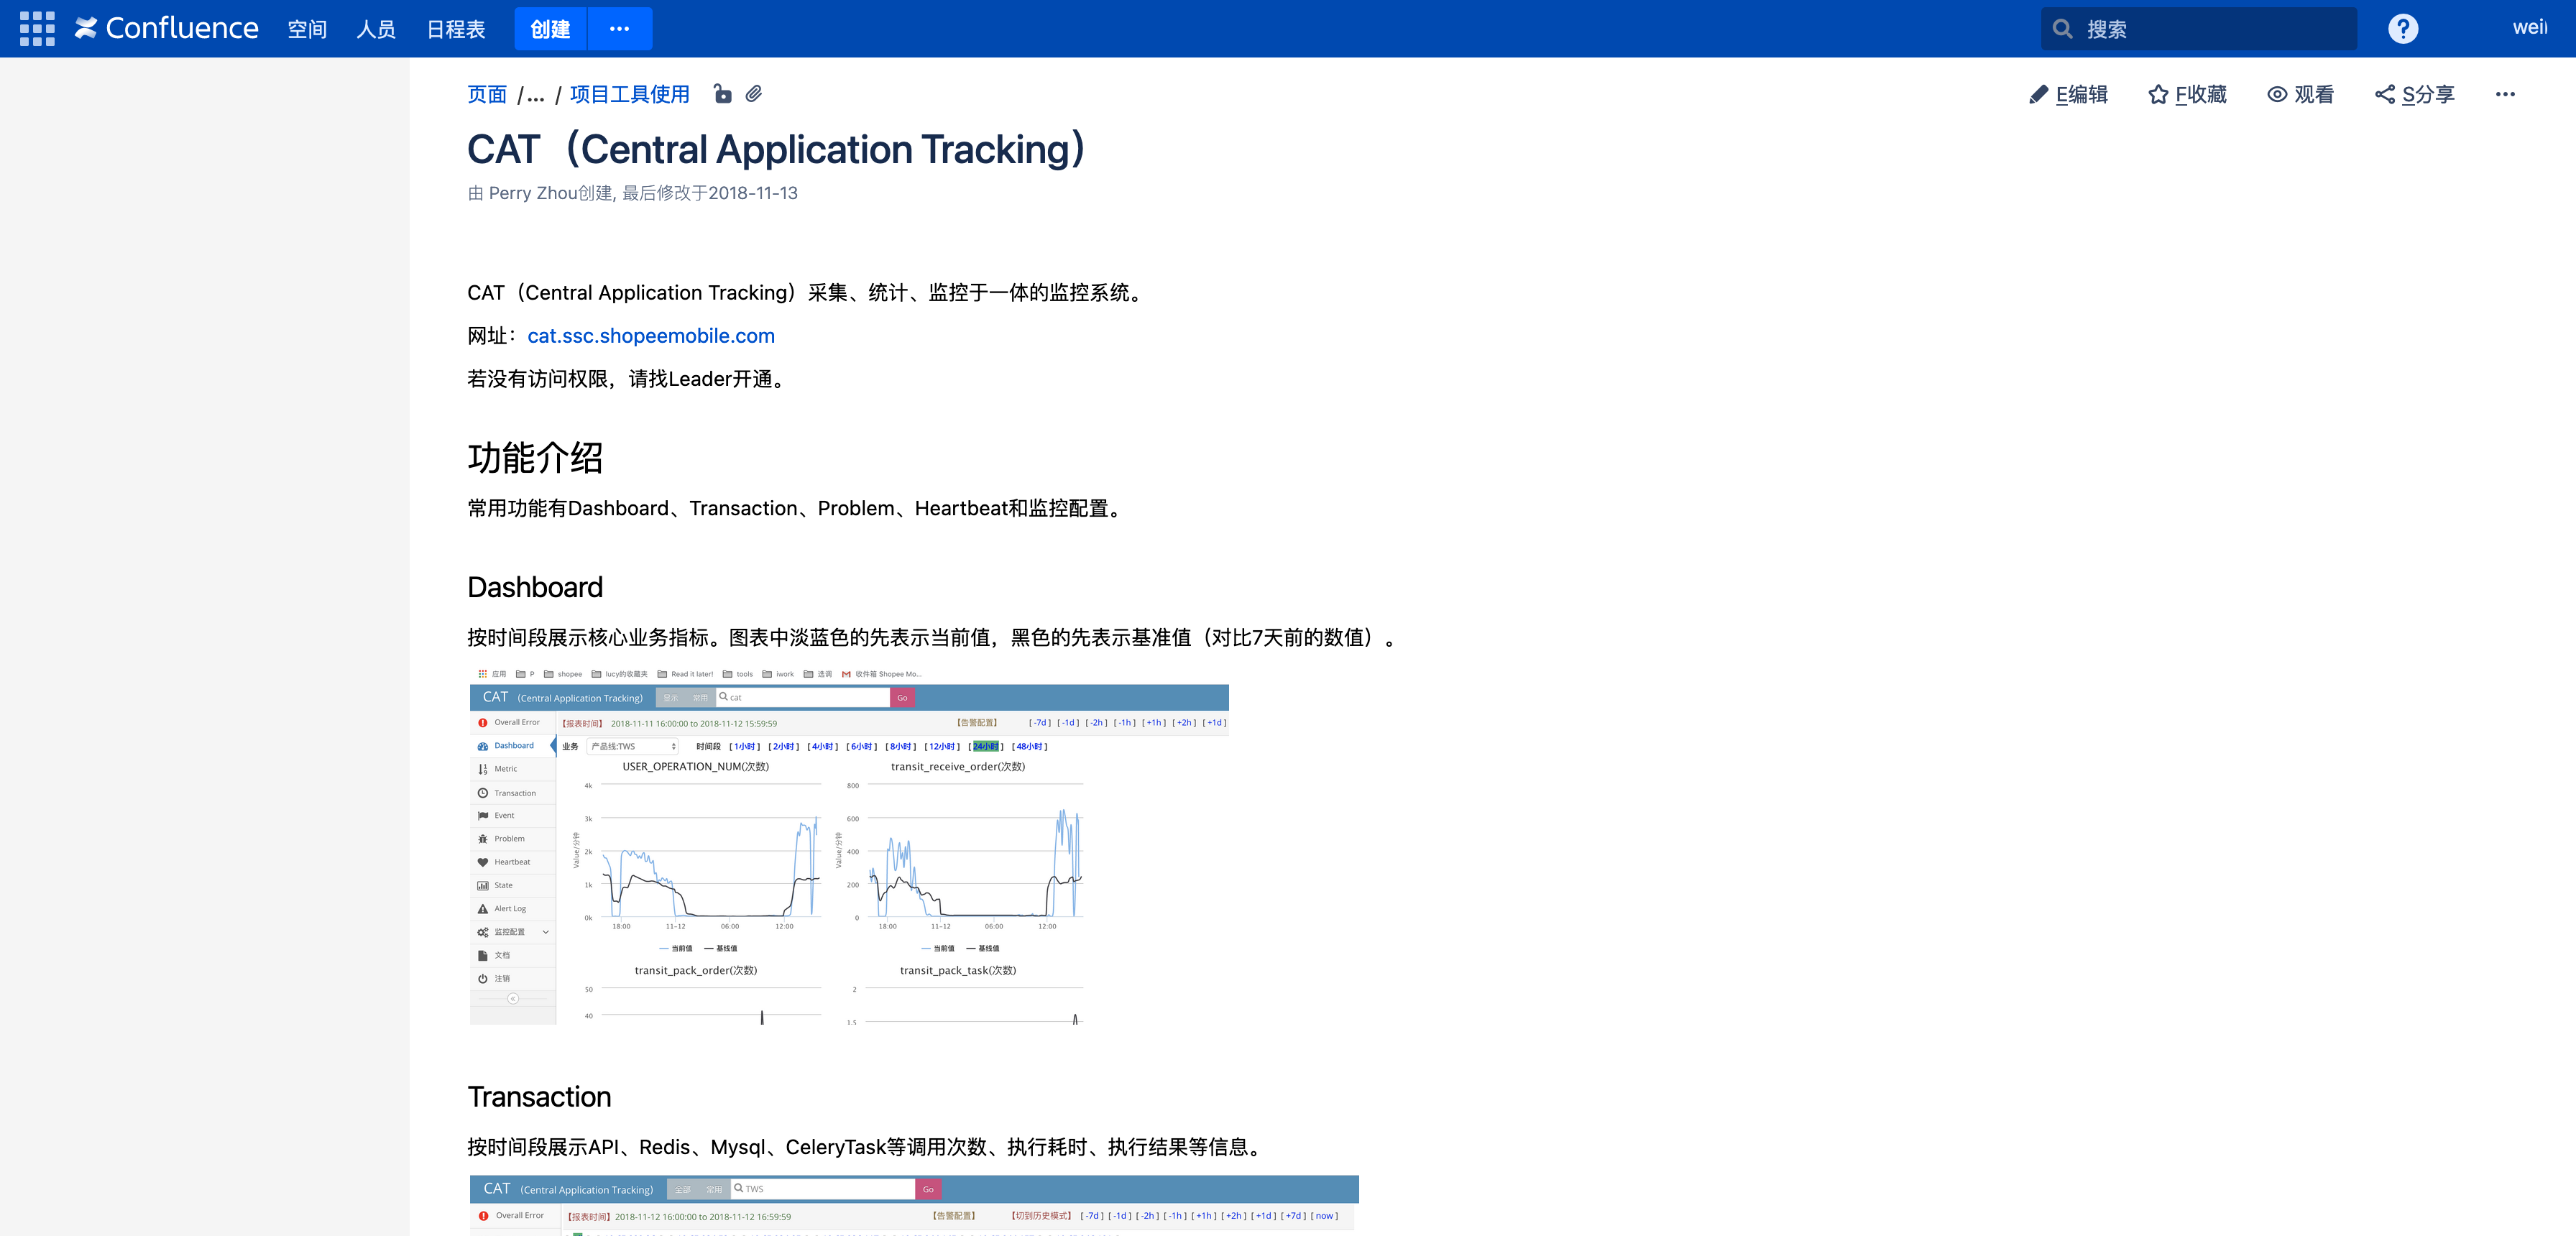 Confluence 空间 人员 日程表 创建 ··· 搜索 ? weil
页面 /... / 项目工具使用 E编辑 F收藏 观看 S分享 ···
CAT（Central Application Tracking）
由 Perry Zhou创建, 最后修改于2018-11-13
CAT（Central Application Tracking）采集、统计、监控于一体的监控系统。
网址：cat.ssc.shopeemobile.com
若没有访问权限，请找Leader开通。
功能介绍
常用功能有Dashboard、Transaction、Problem、Heartbeat和监控配置。
Dashboard
按时间段展示核心业务指标。图表中淡蓝色的先表示当前值，黑色的先表示基准值（对比7天前的数值）。
应用 P shopee lucy的收藏夹 Read it later! tools iwork 选调 收件箱 Shopee Mo...
CAT (Central Application Tracking) 显示 常用 cat Go
Overall Error
Dashboard
Metric
Transaction
Event
Problem
Heartbeat
State
Alert Log
监控配置
文档
注销
【报表时间】 2018-11-11 16:00:00 to 2018-11-12 15:59:59 【告警配置】 [ -7d ] [ -1d ] [ -2h ] [ -1h ] [ +1h ] [ +2h ] [ +1d ]
业务 产品线:TWS 时间段 [ 1小时 ] [ 2小时 ] [ 4小时 ] [ 6小时 ] [ 8小时 ] [ 12小时 ] [ 24小时 ] [ 48小时 ]
USER_OPERATION_NUM(次数)
4k
3k
2k
1k
0k
Value/分钟
18:00 11-12 06:00 12:00
当前值 基线值
transit_receive_order(次数)
800
600
400
200
0
Value/分钟
18:00 11-12 06:00 12:00
当前值 基线值
transit_pack_order(次数)
50
40
transit_pack_task(次数)
2
1.5
Transaction
按时间段展示API、Redis、Mysql、CeleryTask等调用次数、执行耗时、执行结果等信息。
CAT (Central Application Tracking) 全部 常用 TWS Go
Overall Error 【报表时间】2018-11-12 16:00:00 to 2018-11-12 16:59:59 【告警配置】 【切到历史模式】 [ -7d ] [ -1d ] [ -2h ] [ -1h ] [ +1h ] [ +2h ] [ +1d ] [ +7d ] [ now ]